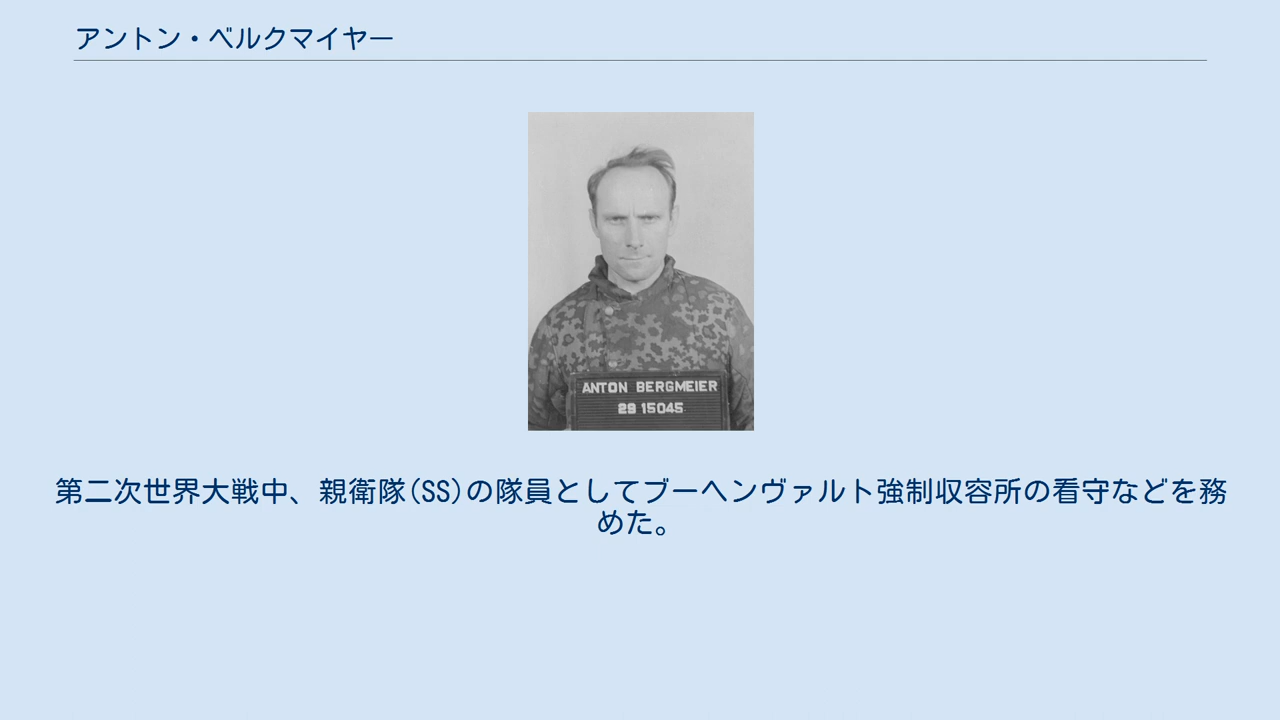 アントン・ベルクマイヤー
ANTON BERGMEIER
29 15045
第二次世界大戦中、親衛隊(SS)の隊員としてブーヘンヴァルト強制収容所の看守などを務
めた。